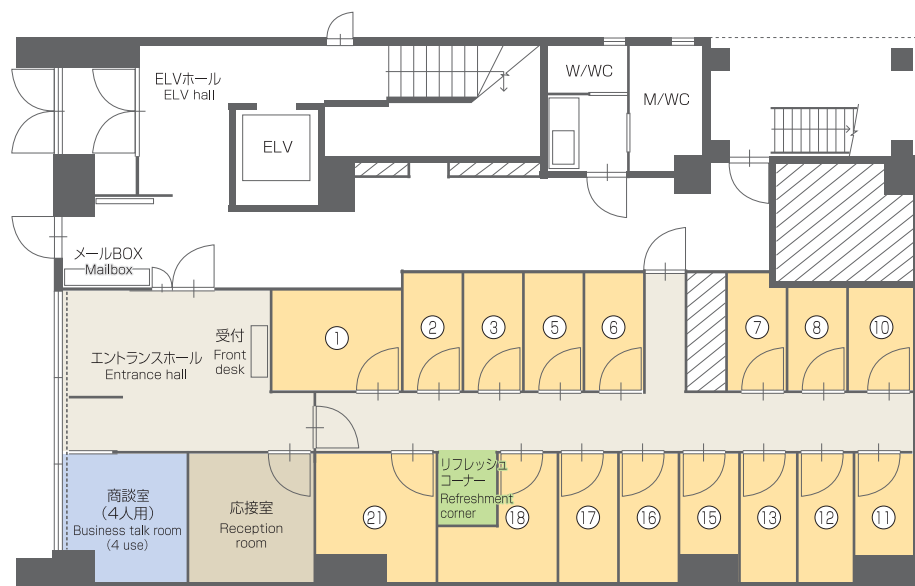 ELVホール
ELV hall
ELV
W/WC
M/WC
メールBOX
Mailbox
受付
Front
desk
エントランスホール
Entrance hall
①
②
③
⑤
⑥
⑦
⑧
⑩
商談室
（4人用）
Business talk room
(4 use)
応接室
Reception
room
㉑
リフレッシュ
コーナー
Refreshment
corner
⑱
⑰
⑯
⑮
⑬
⑫
⑪